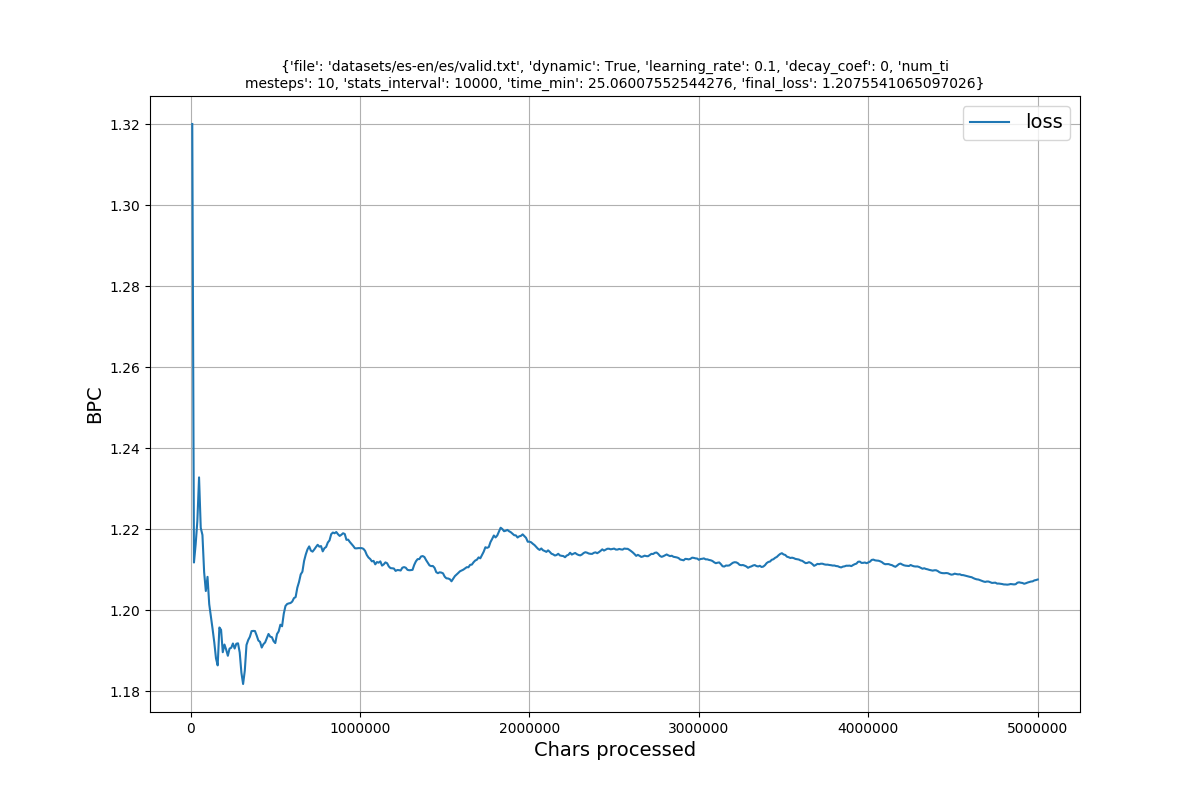 {'file': 'datasets/es-en/es/valid.txt', 'dynamic': True, 'learning_rate': 0.1, 'decay_coef': 0, 'num_ti
mesteps': 10, 'stats_interval': 10000, 'time_min': 25.06007552544276, 'final_loss': 1.2075541065097026}
loss
1.32
1.30
1.28
1.26
1.24
1.22
1.20
1.18
BPC
0
1000000
2000000
3000000
4000000
5000000
Chars processed